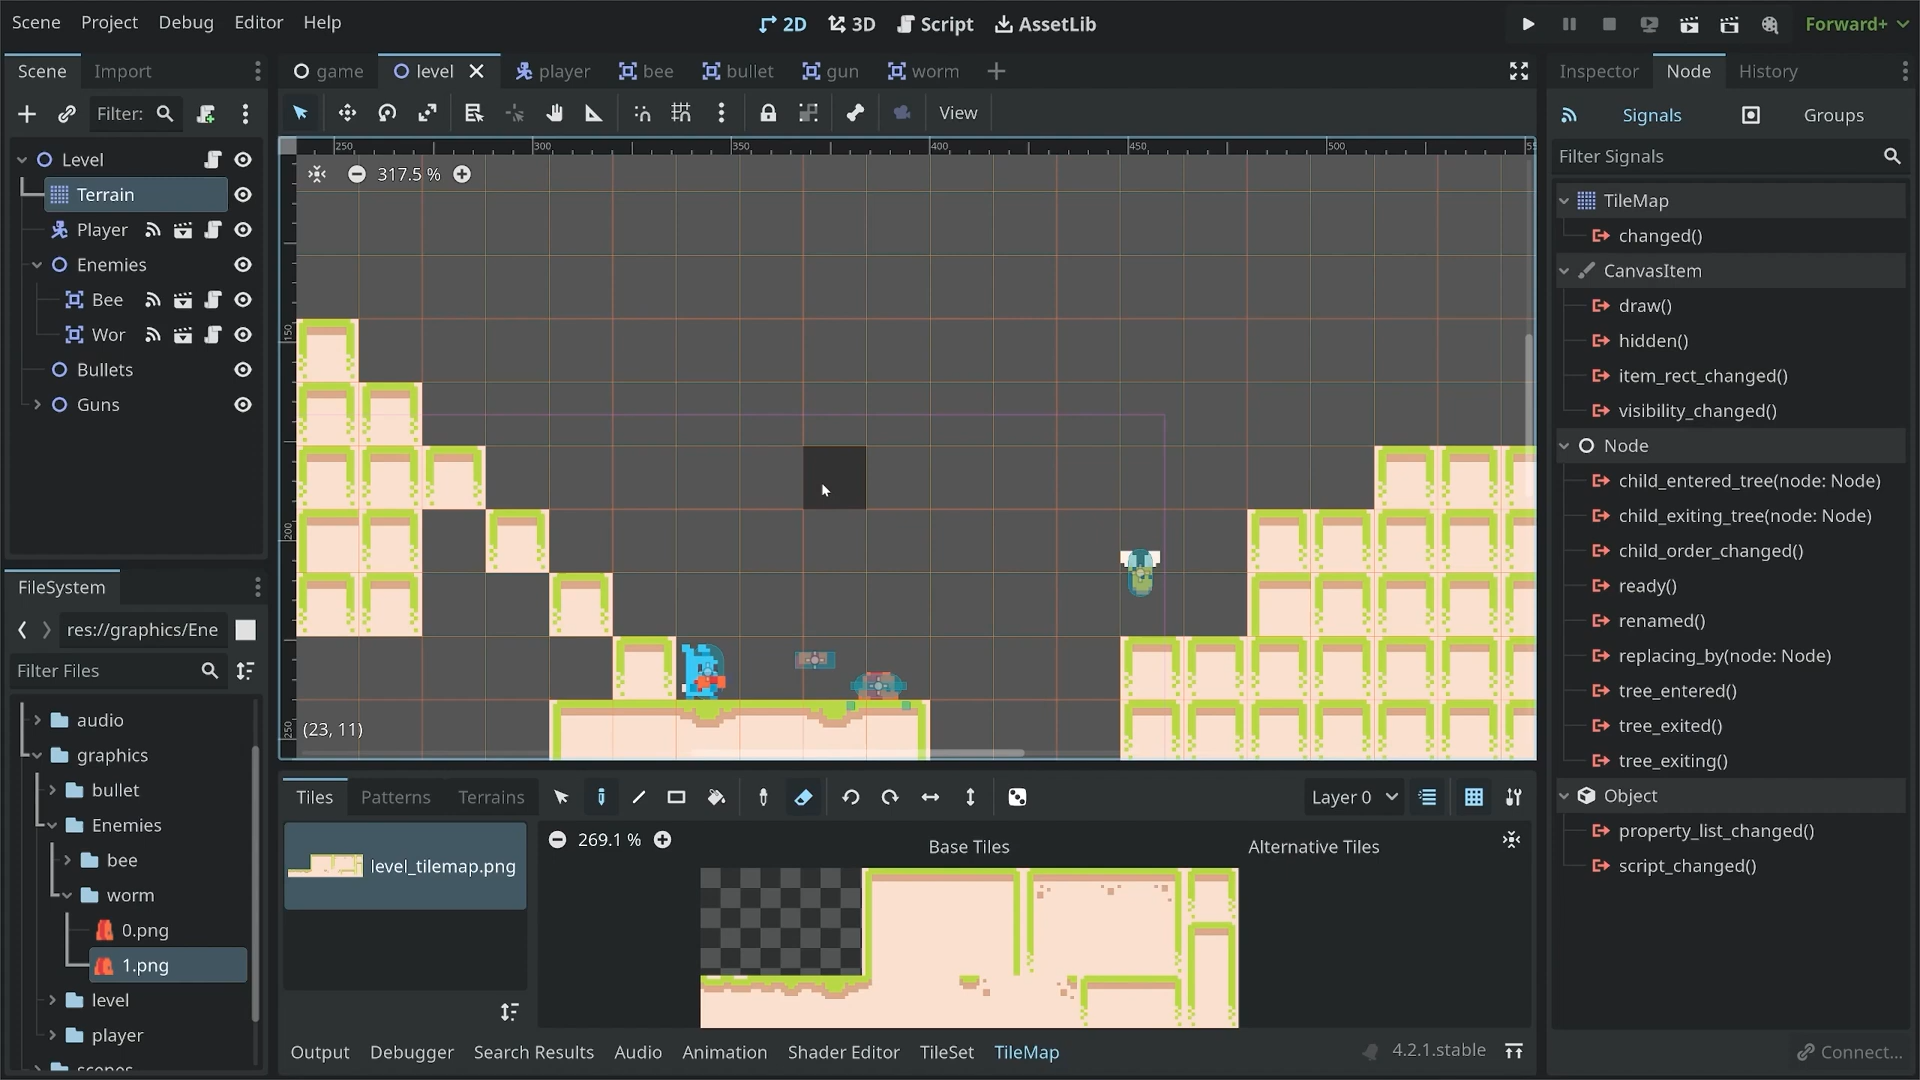 Scene Project Debug Editor Help
2D 3D Script AssetLib
Forward+
Scene Import
game level player bee bullet gun worm
Inspector Node History
Filter:
View
Signals Groups
Filter Signals
Level
Terrain
Player
Enemies
Bee
Wor
Bullets
Guns
250 300 350 400 450 500 55
317.5 %
150
200
250
(23, 11)
TileMap
changed()
CanvasItem
draw()
hidden()
item_rect_changed()
visibility_changed()
Node
child_entered_tree(node: Node)
child_exiting_tree(node: Node)
child_order_changed()
ready()
renamed()
replacing_by(node: Node)
tree_entered()
tree_exited()
tree_exiting()
Object
property_list_changed()
script_changed()
Connect...
FileSystem
res://graphics/Ene
Filter Files
audio
graphics
bullet
Enemies
bee
worm
0.png
1.png
level
player
scenes
Tiles Patterns Terrains
Layer 0
level_tilemap.png
269.1 %
Base Tiles
Alternative Tiles
Output Debugger Search Results Audio Animation Shader Editor TileSet TileMap
4.2.1.stable